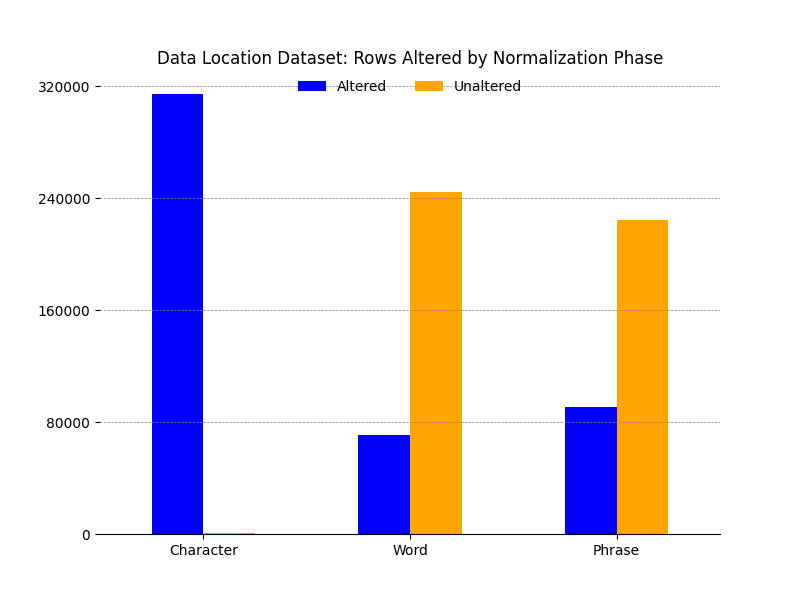 Data Location Dataset: Rows Altered by Normalization Phase
Altered Unaltered
320000
240000
160000
80000
0
Character Word Phrase